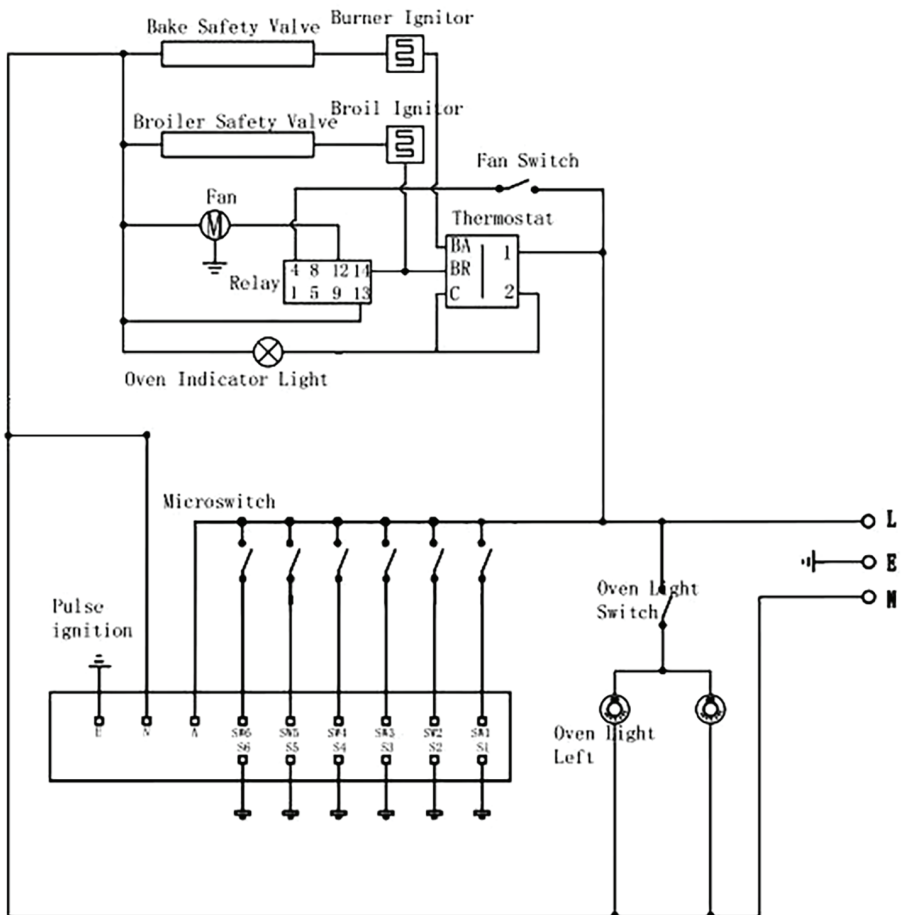 Burner Ignitor
Bake Safety Valve
Broil Ignitor
Broiler Safety Valve
Fan Switch
Fan
M
Thermostat
BA 1
BR
C 2
Relay
4 8 12 14
1 5 9 13
Oven Indicator Light
Microswitch
L
E
N
Oven Light
Switch
Pulse
ignition
E N A SW6 SW5 SW4 SW3 SW2 SW1
S6 S5 S4 S3 S2 S1
Oven Light
Left